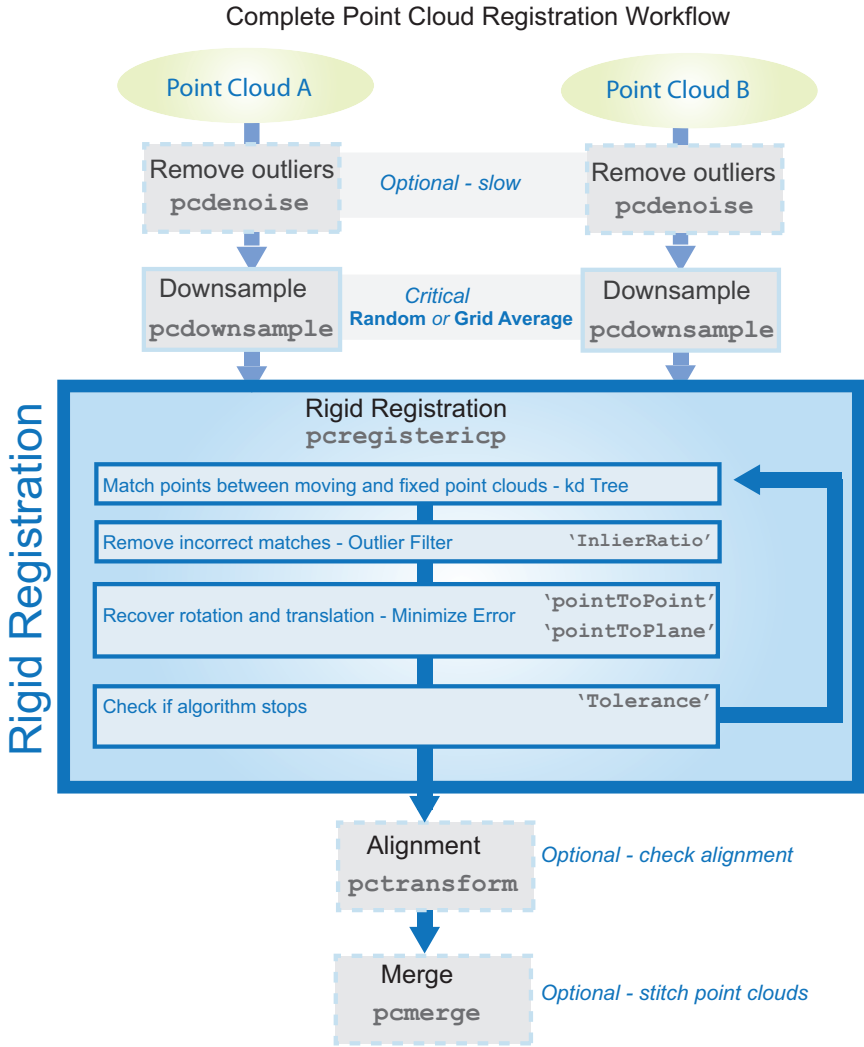 Complete Point Cloud Registration Workflow
Point Cloud A
Point Cloud B
Remove outliers
pcdenoise
Optional - slow
Remove outliers
pcdenoise
Downsample
pcdownsample
Critical
Random or Grid Average
Downsample
pcdownsample
Rigid Registration
Rigid Registration
pcregistericp
Match points between moving and fixed point clouds - kd Tree
Remove incorrect matches - Outlier Filter
‘InlierRatio’
Recover rotation and translation - Minimize Error
‘pointToPoint’
‘pointToPlane’
Check if algorithm stops
‘Tolerance’
Alignment
pctransform
Optional - check alignment
Merge
pcmerge
Optional - stitch point clouds